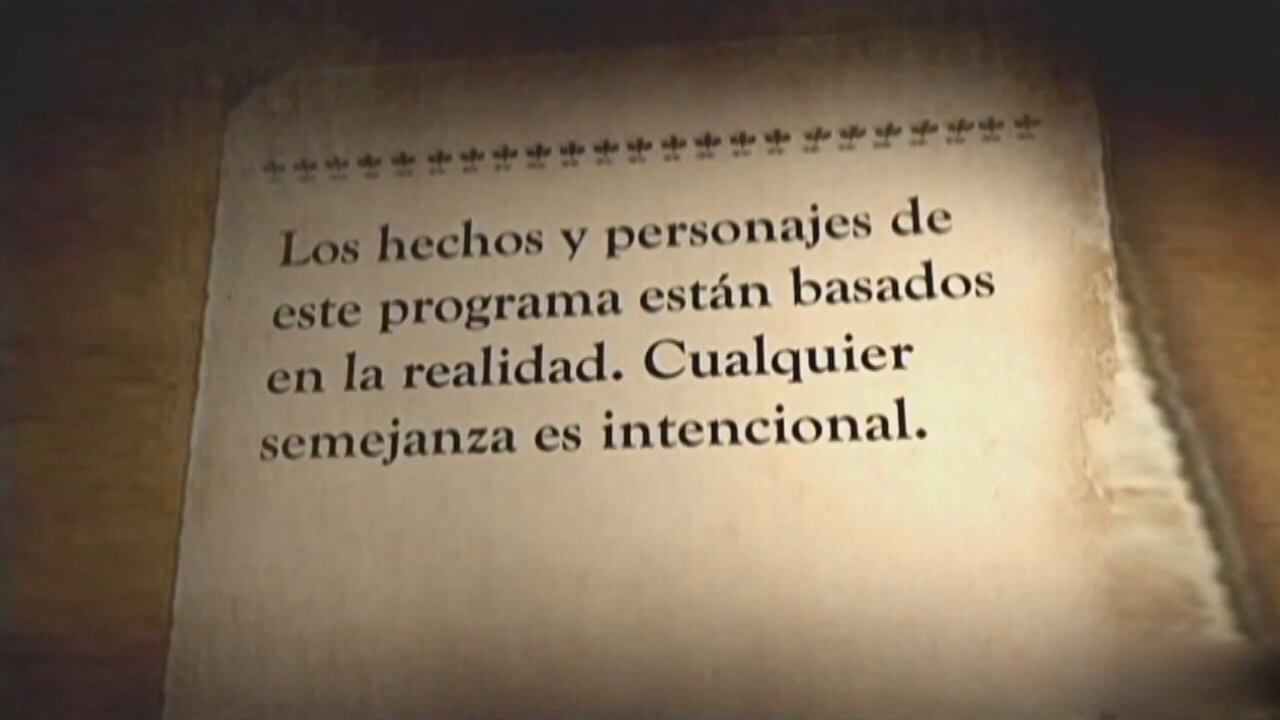 Los hechos y personajes de
este programa están basados
en la realidad. Cualquier
semejanza es intencional.